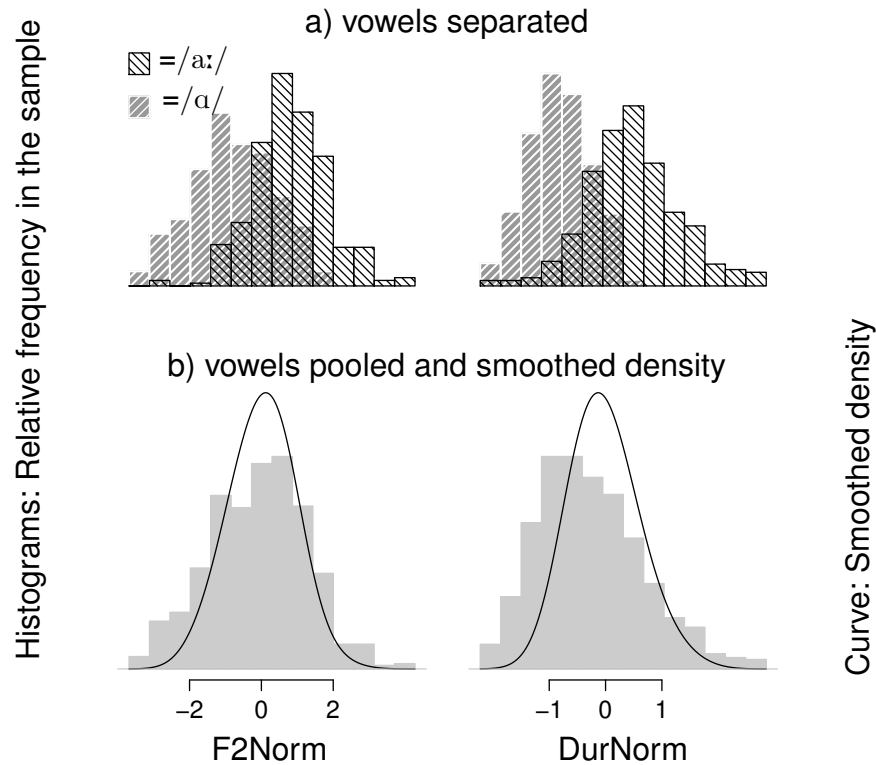 a) vowels separated
=/aː/
=/ɑ/
Histograms: Relative frequency in the sample
b) vowels pooled and smoothed density
Curve: Smoothed density
−2 0 2
−1 0 1
F2Norm
DurNorm